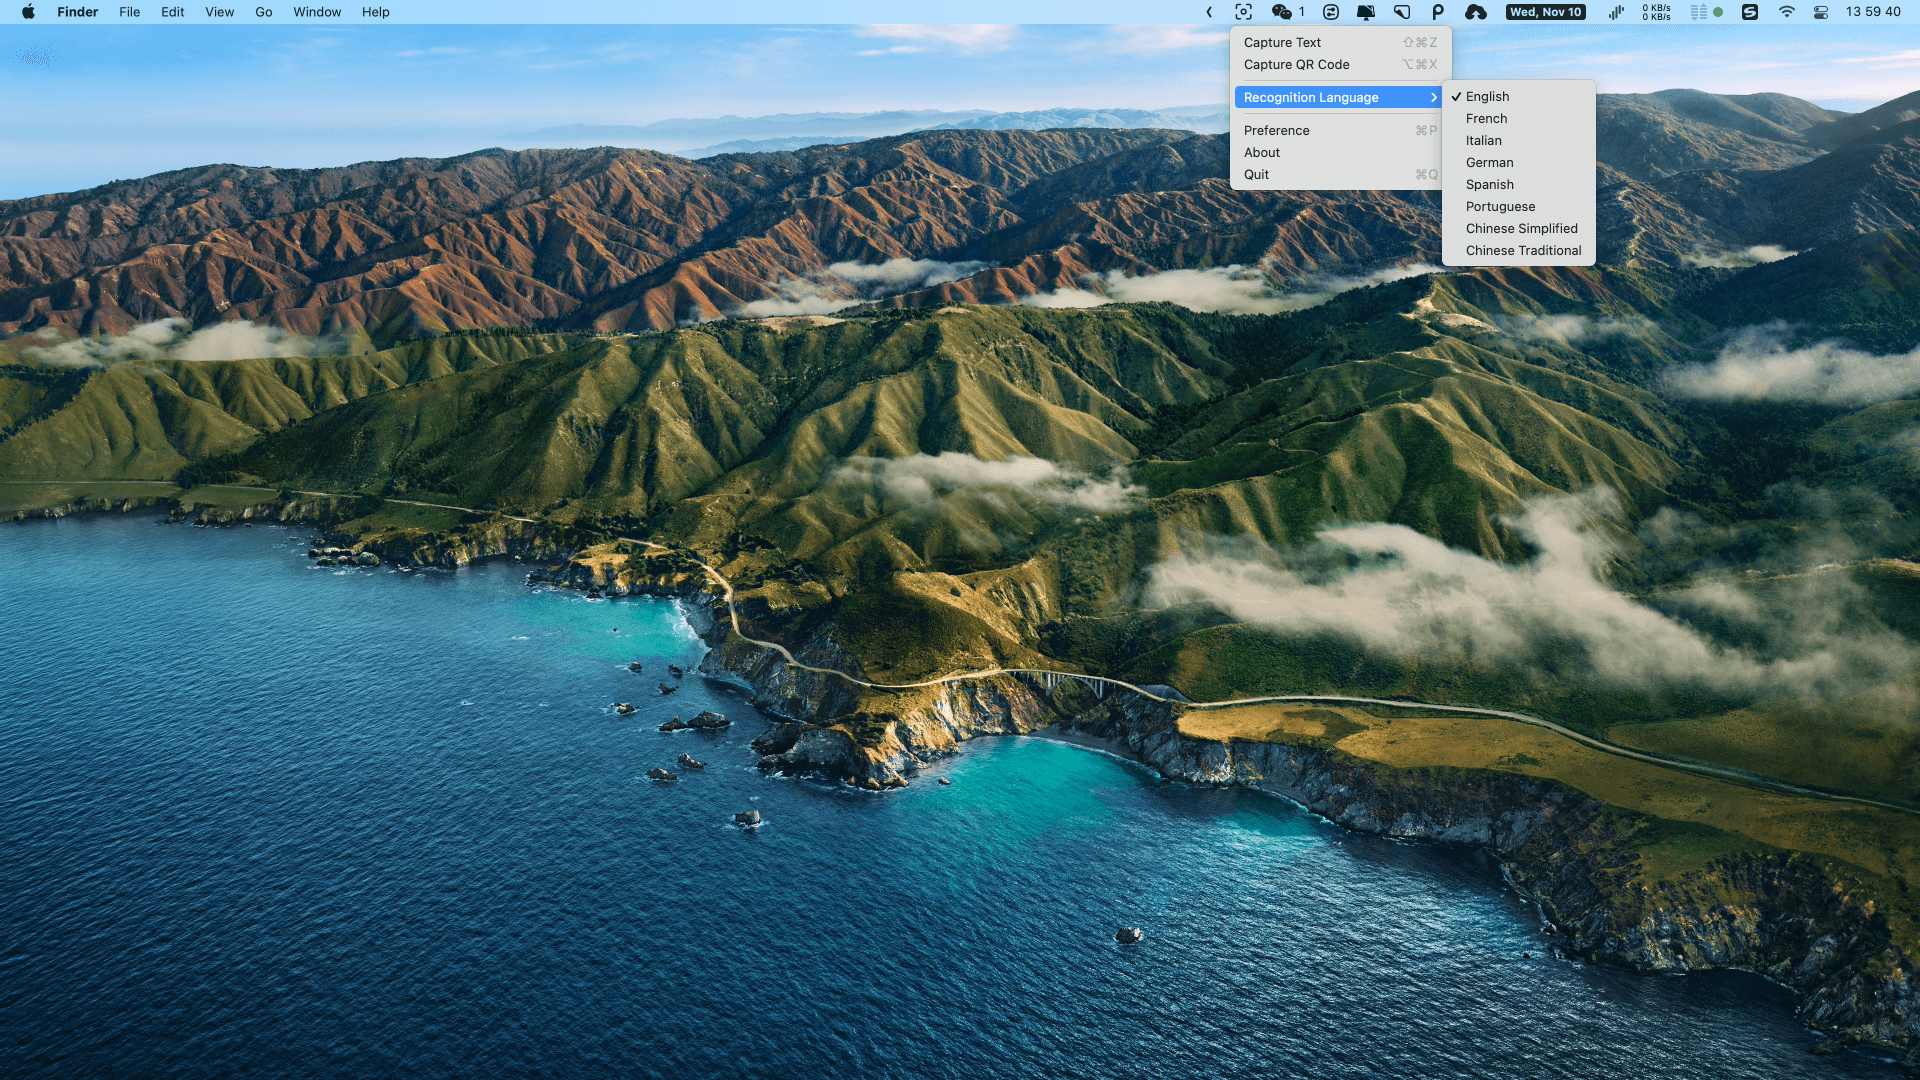 Finder File Edit View Go Window Help
1
Wed, Nov 10
0 KB/s
0 KB/s
S
13 59 40
Capture Text ⇧⌘Z
Capture QR Code ⌥⌘X
Recognition Language
Preference ⌘P
About
Quit ⌘Q
✓ English
French
Italian
German
Spanish
Portuguese
Chinese Simplified
Chinese Traditional